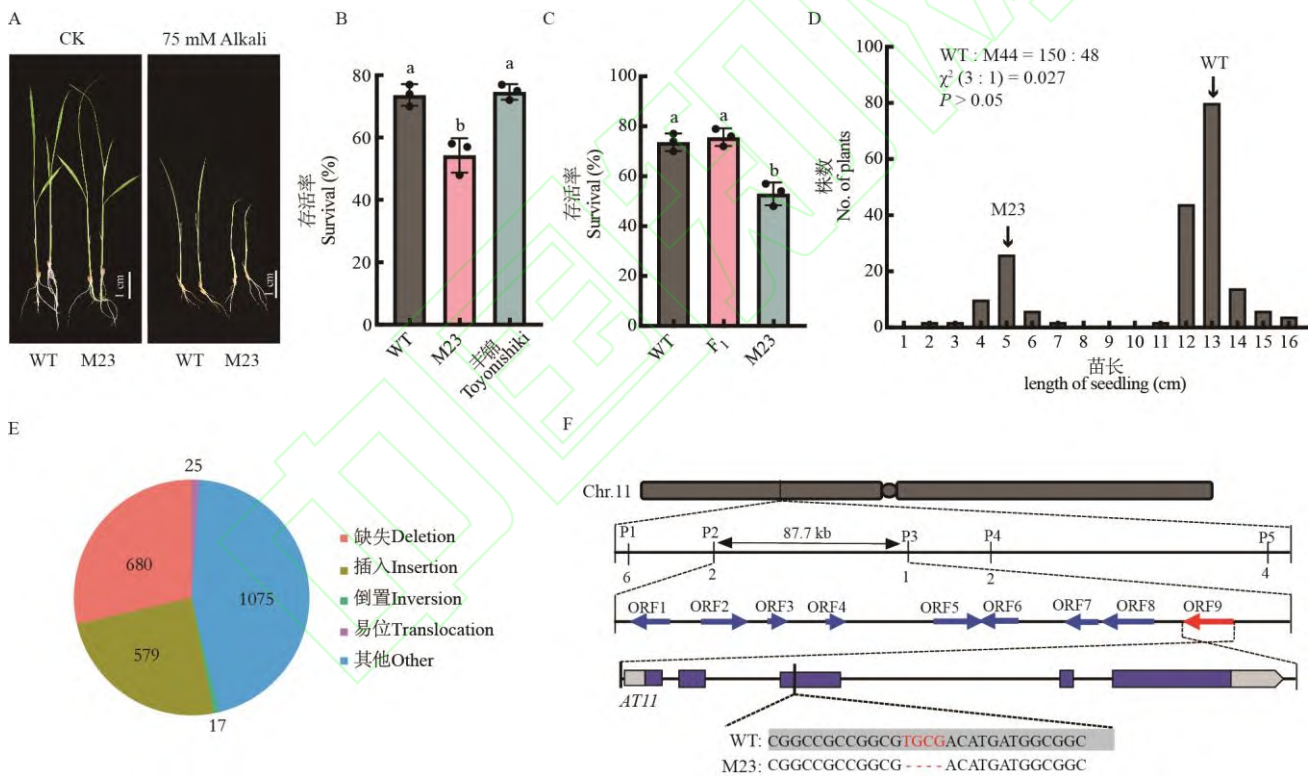 A
CK
75 mM Alkali
WT
M23
WT
M23
1 cm
1 cm
B
存活率
Survival (%)
80
60
40
20
0
a
b
a
WT
M23
丰锦
Toyonishiki
C
存活率
Survival (%)
100
80
60
40
20
0
a
a
b
WT
F₁
M23
D
WT : M44 = 150 : 48
χ² (3 : 1) = 0.027
P > 0.05
WT
M23
株数
No. of plants
100
80
60
40
20
0
1 2 3 4 5 6 7 8 9 10 11 12 13 14 15 16
苗长
length of seedling (cm)
E
25
680
1075
579
17
缺失Deletion
插入Insertion
倒置Inversion
易位Translocation
其他Other
F
Chr.11
P1 P2 87.7 kb P3 P4 P5
6 2 1 2 4
ORF1 ORF2 ORF3 ORF4 ORF5 ORF6 ORF7 ORF8 ORF9
AT11
WT: CGGCCGCCGGCGTGCGACATGATGGCGGC
M23: CGGCCGCCGGCG----ACATGATGGCGGC